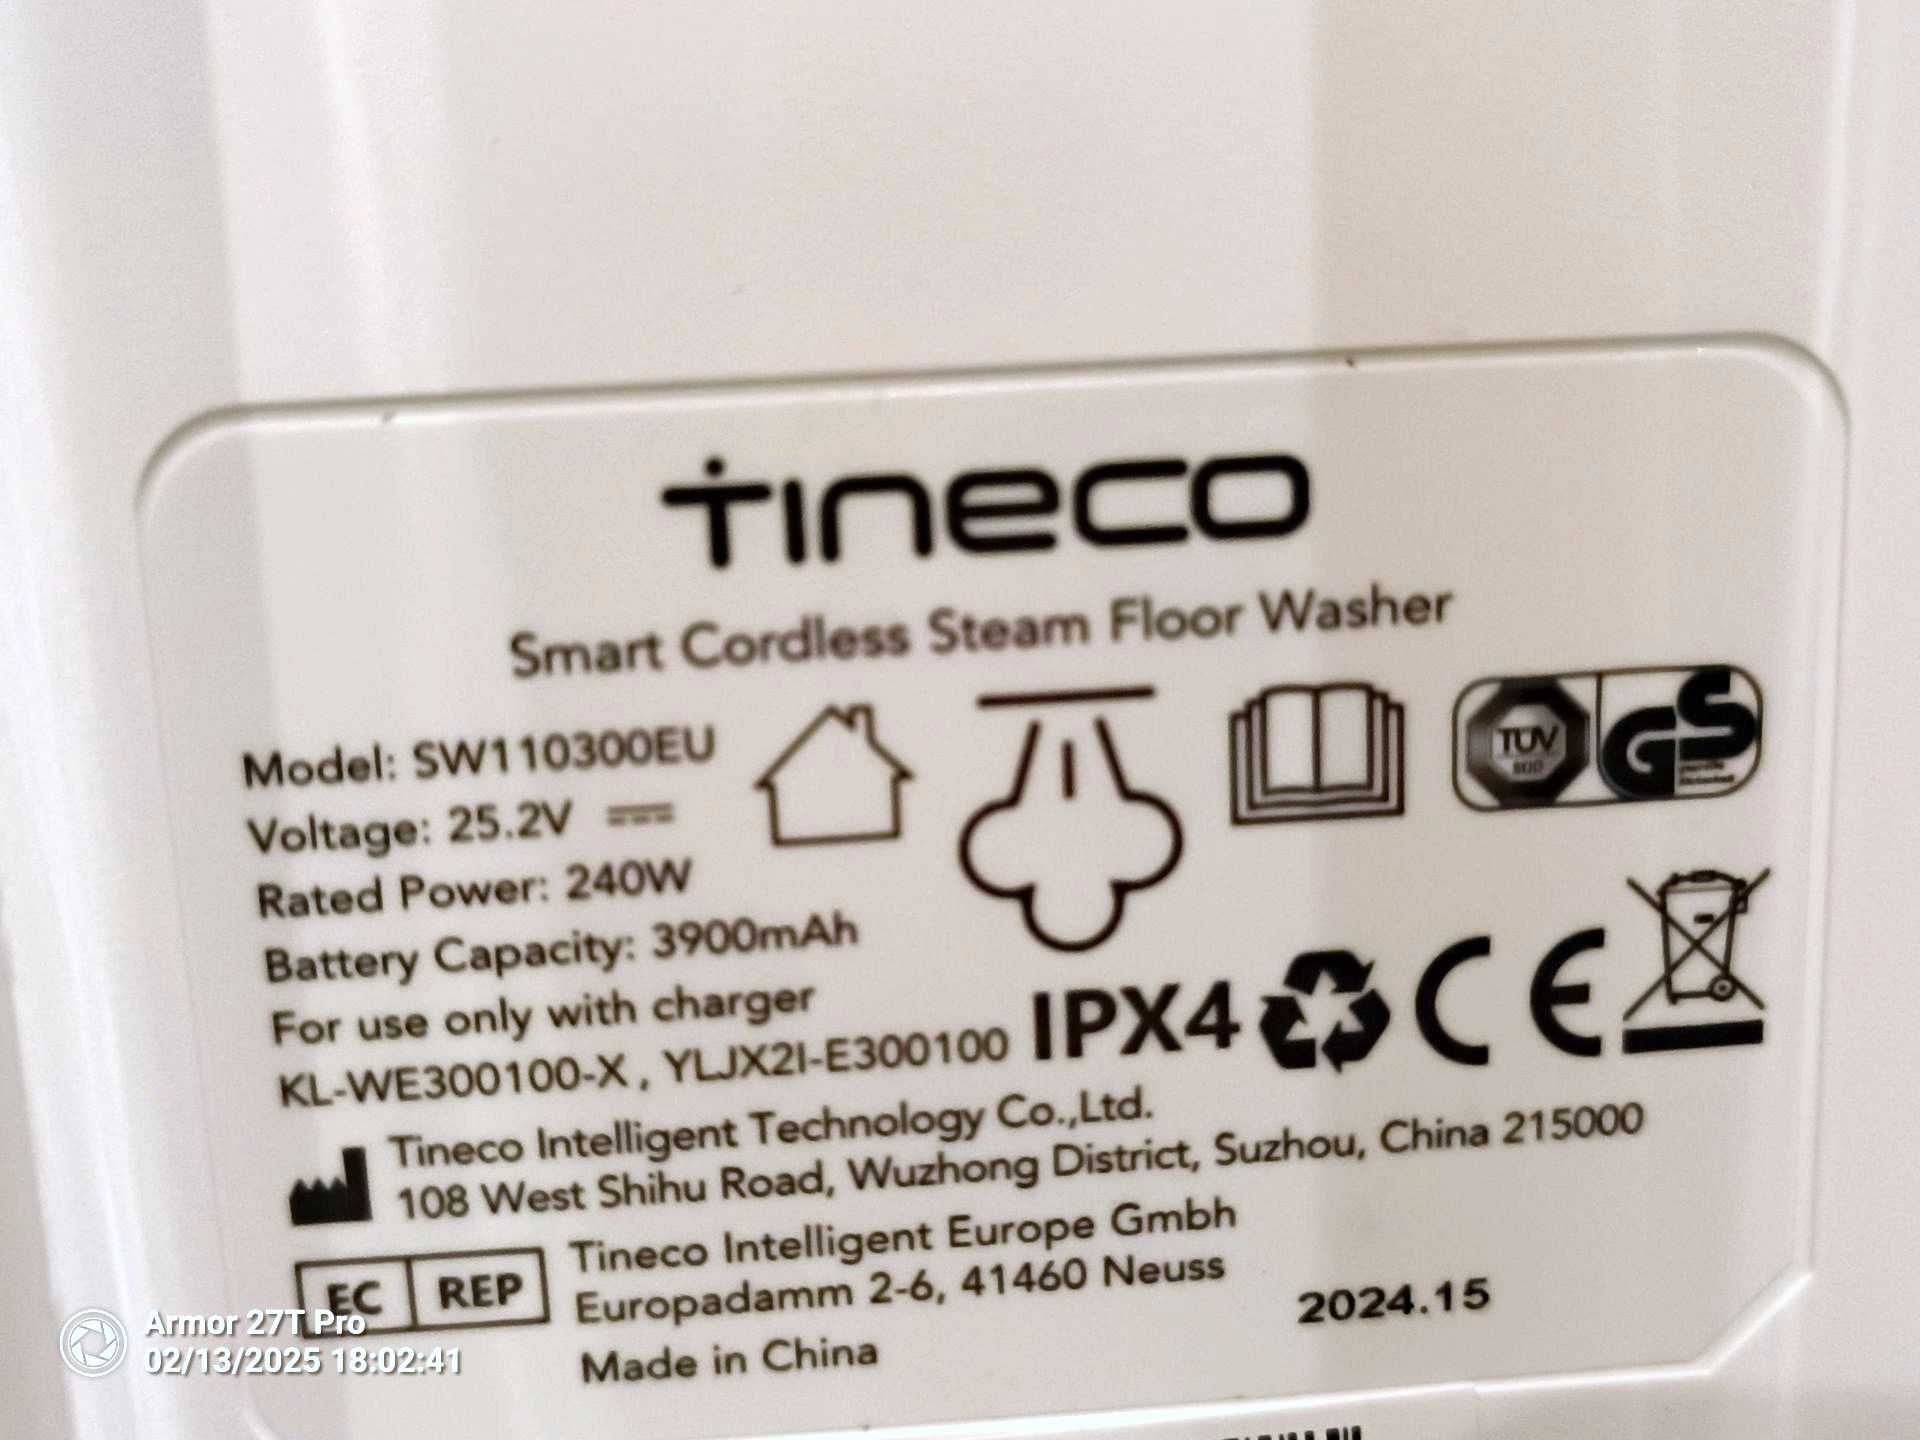 Tineco
Smart Cordless Steam Floor Washer
Model: SW110300EU
Voltage: 25.2V
Rated Power: 240W
Battery Capacity: 3900mAh
For use only with charger
KL-WE300100-X, YLJX2I-E300100
TÜV
SÜD
GS
IPX4
CE
Tineco Intelligent Technology Co.,Ltd.
108 West Shihu Road, Wuzhong District, Suzhou, China 215000
EC REP
Tineco Intelligent Europe Gmbh
Europadamm 2-6, 41460 Neuss
Made in China
2024.15
Armor 27T Pro
02/13/2025 18:02:41